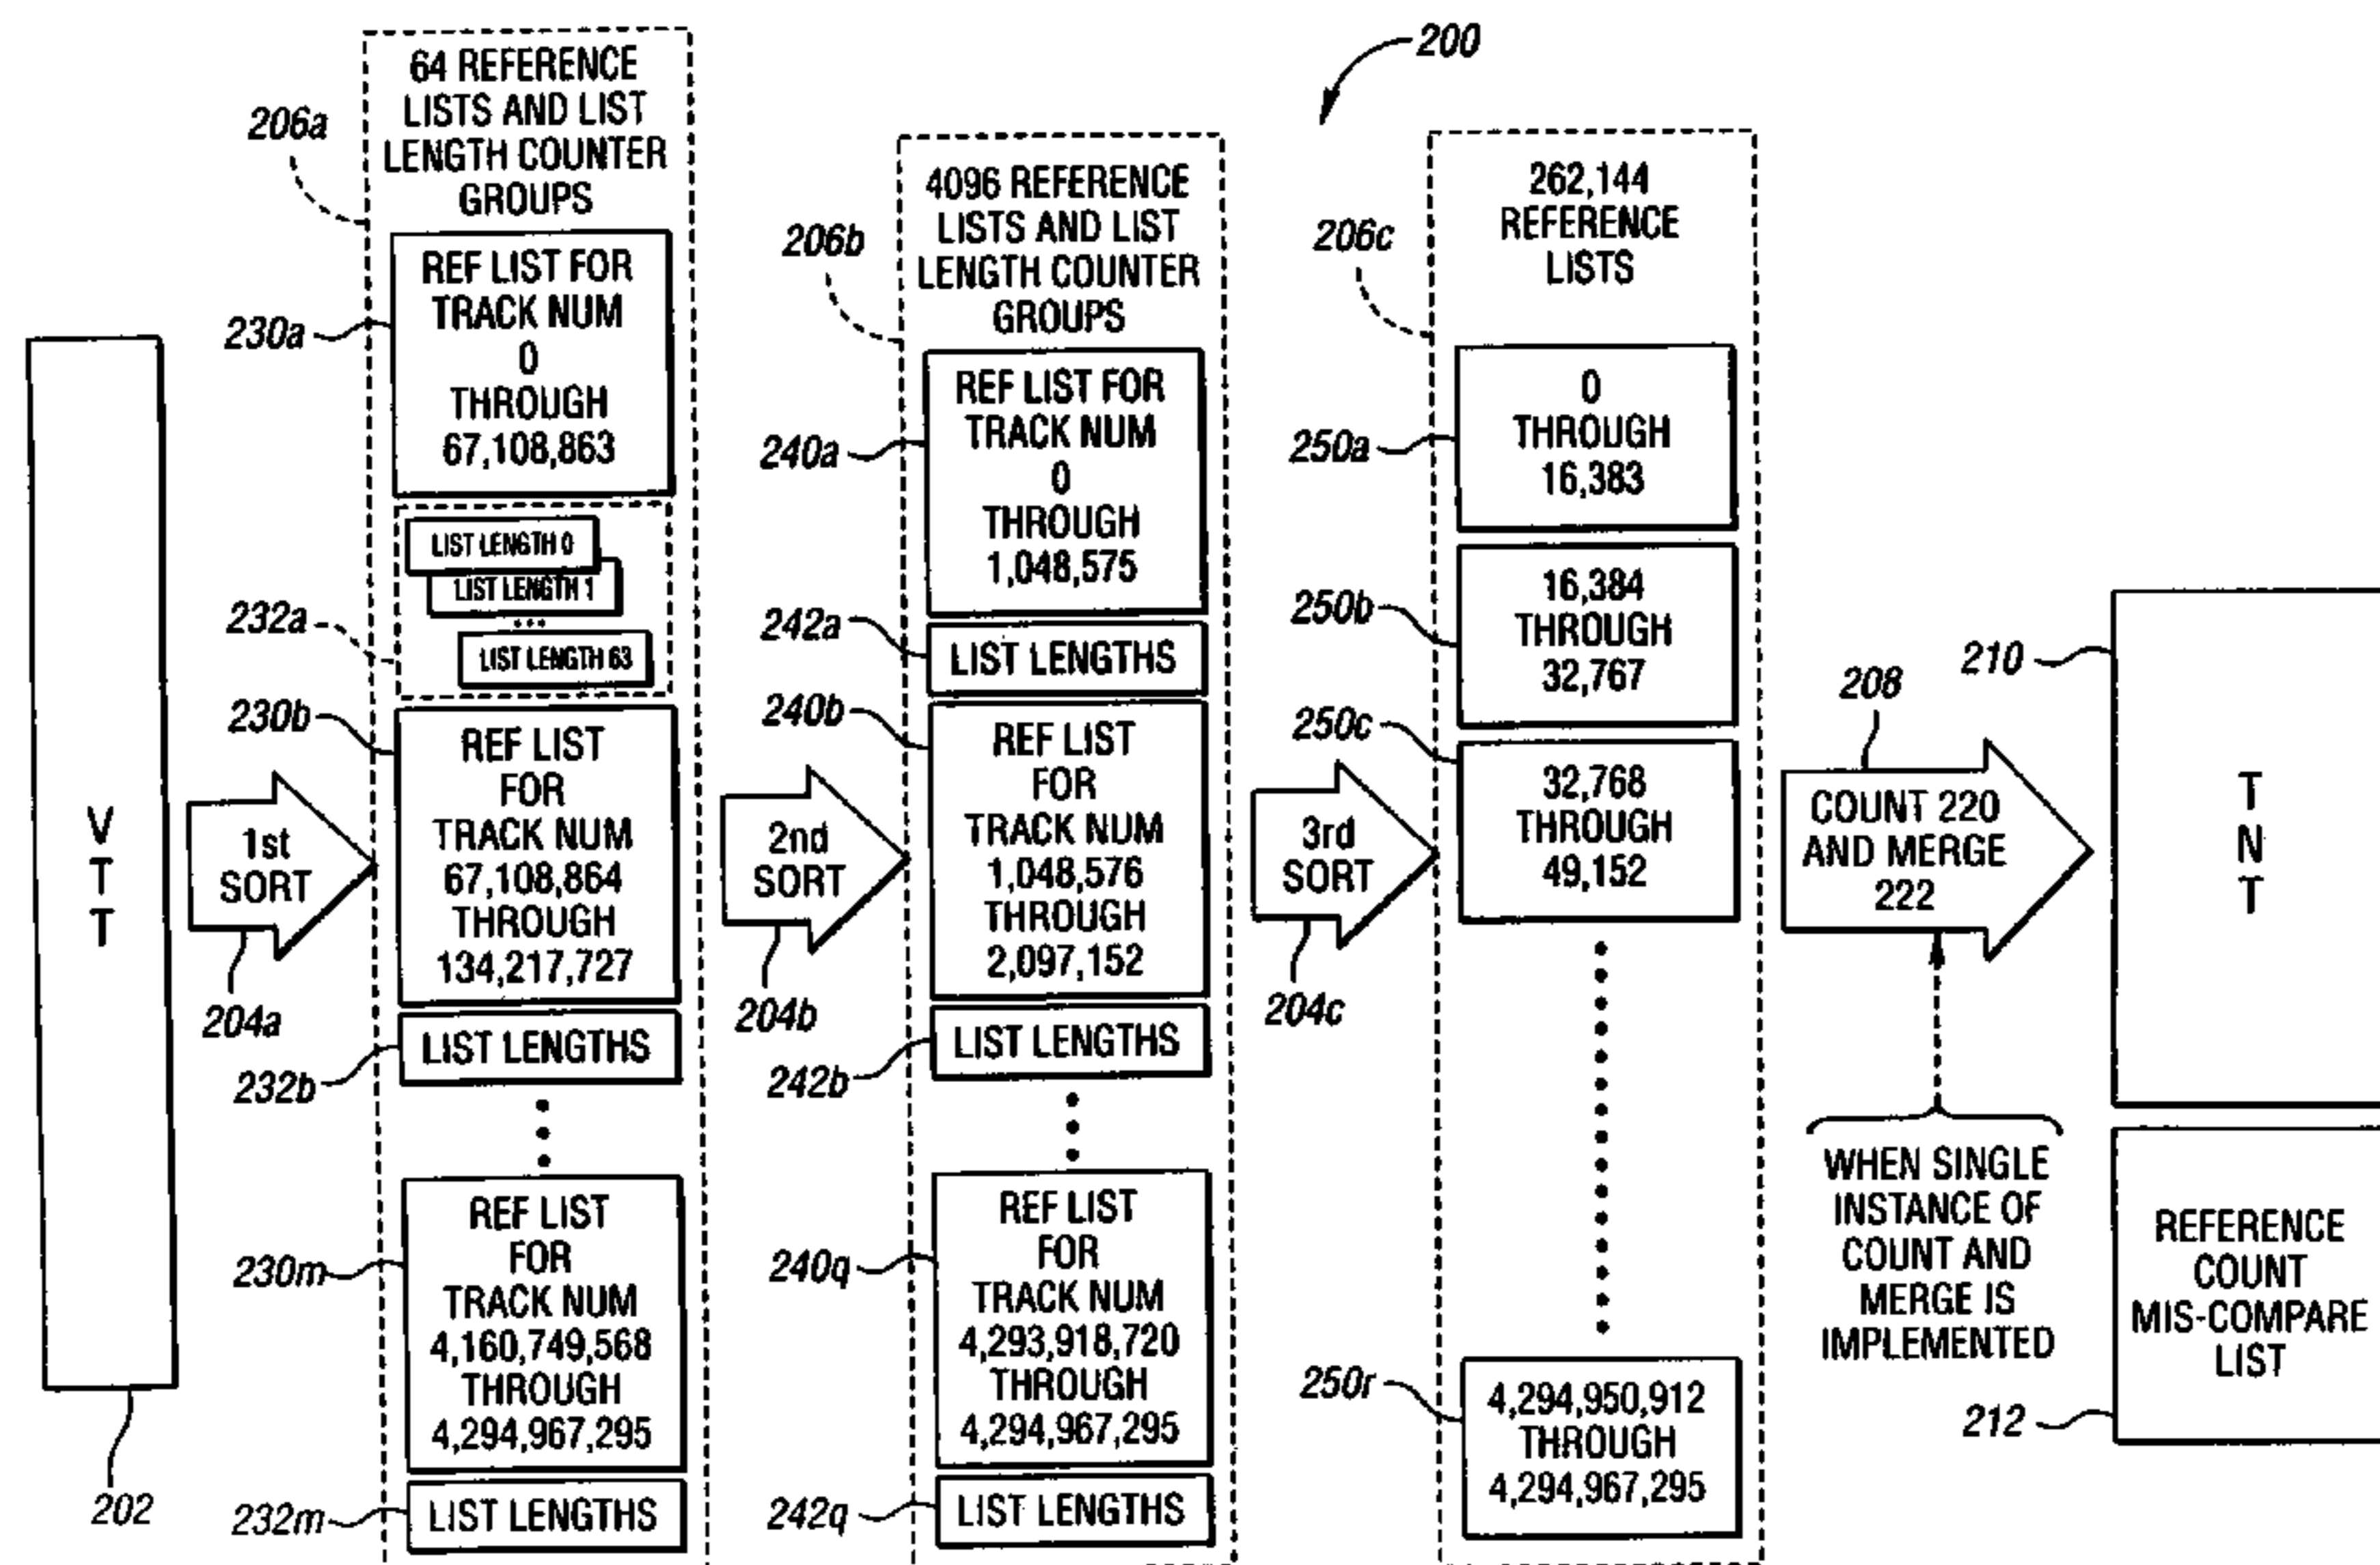 200
206a
64 REFERENCE
LISTS AND LIST
LENGTH COUNTER
GROUPS
230a
REF LIST FOR
TRACK NUM
0
THROUGH
67,108,863
232a
LIST LENGTH 0
LIST LENGTH 1
...
LIST LENGTH 63
230b
REF LIST
FOR
TRACK NUM
67,108,864
THROUGH
134,217,727
232b
LIST LENGTHS
230m
REF LIST
FOR
TRACK NUM
4,160,749,568
THROUGH
4,294,967,295
232m
LIST LENGTHS
V
T
T
202
1st
SORT
204a
206b
4096 REFERENCE
LISTS AND LIST
LENGTH COUNTER
GROUPS
240a
REF LIST FOR
TRACK NUM
0
THROUGH
1,048,575
242a
LIST LENGTHS
240b
REF LIST
FOR
TRACK NUM
1,048,576
THROUGH
2,097,152
242b
LIST LENGTHS
240q
REF LIST
FOR
TRACK NUM
4,293,918,720
THROUGH
4,294,967,295
242q
LIST LENGTHS
2nd
SORT
204b
206c
262,144
REFERENCE
LISTS
250a
0
THROUGH
16,383
250b
16,384
THROUGH
32,767
250c
32,768
THROUGH
49,152
250r
4,294,950,912
THROUGH
4,294,967,295
3rd
SORT
204c
208
COUNT 220
AND MERGE
222
WHEN SINGLE
INSTANCE OF
COUNT AND
MERGE IS
IMPLEMENTED
210
T
N
T
212
REFERENCE
COUNT
MIS-COMPARE
LIST